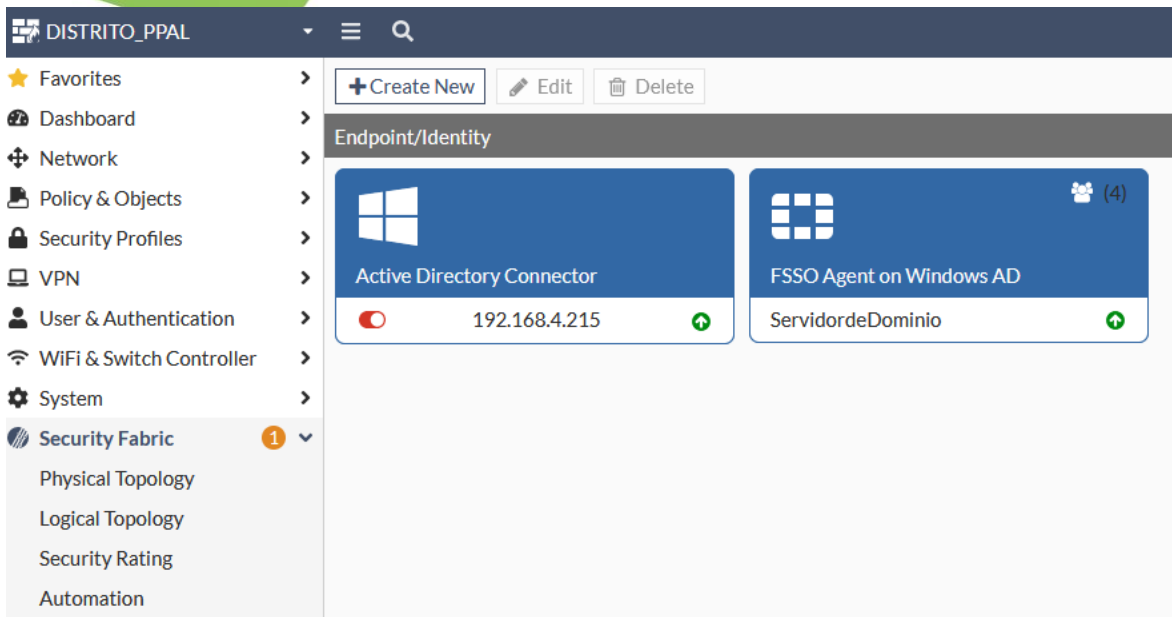 DISTRITO_PPAL
Favorites
Dashboard
Network
Policy & Objects
Security Profiles
VPN
User & Authentication
WiFi & Switch Controller
System
Security Fabric 1
Physical Topology
Logical Topology
Security Rating
Automation
+Create New Edit Delete
Endpoint/Identity
Active Directory Connector
192.168.4.215
(4)
FSSO Agent on Windows AD
ServidordeDominio